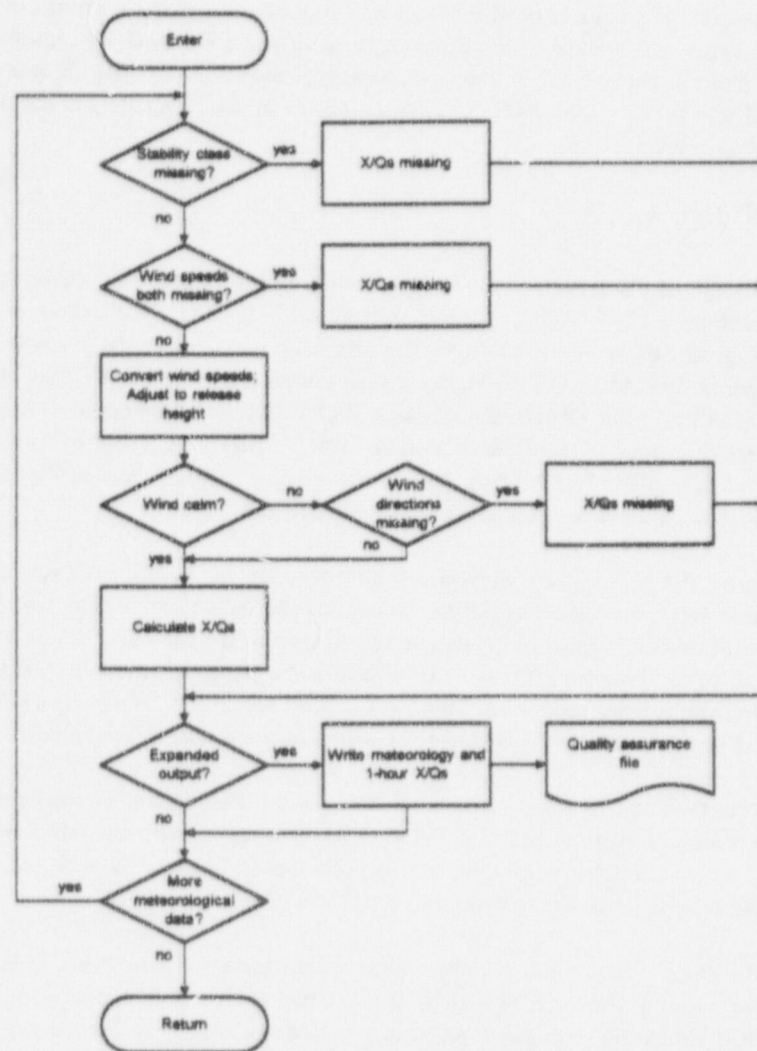 Enter
Stability class
missing?
yes
X/Qs missing
no
Wind speeds
both missing?
yes
X/Qs missing
no
Convert wind speeds;
Adjust to release
height
Wind calm?
no
Wind
directions
missing?
yes
X/Qs missing
yes
no
Calculate X/Qs
Expanded
output?
yes
Write meteorology and
1-hour X/Qs
Quality assurance
file
no
yes
More
meteorological
data?
no
Return